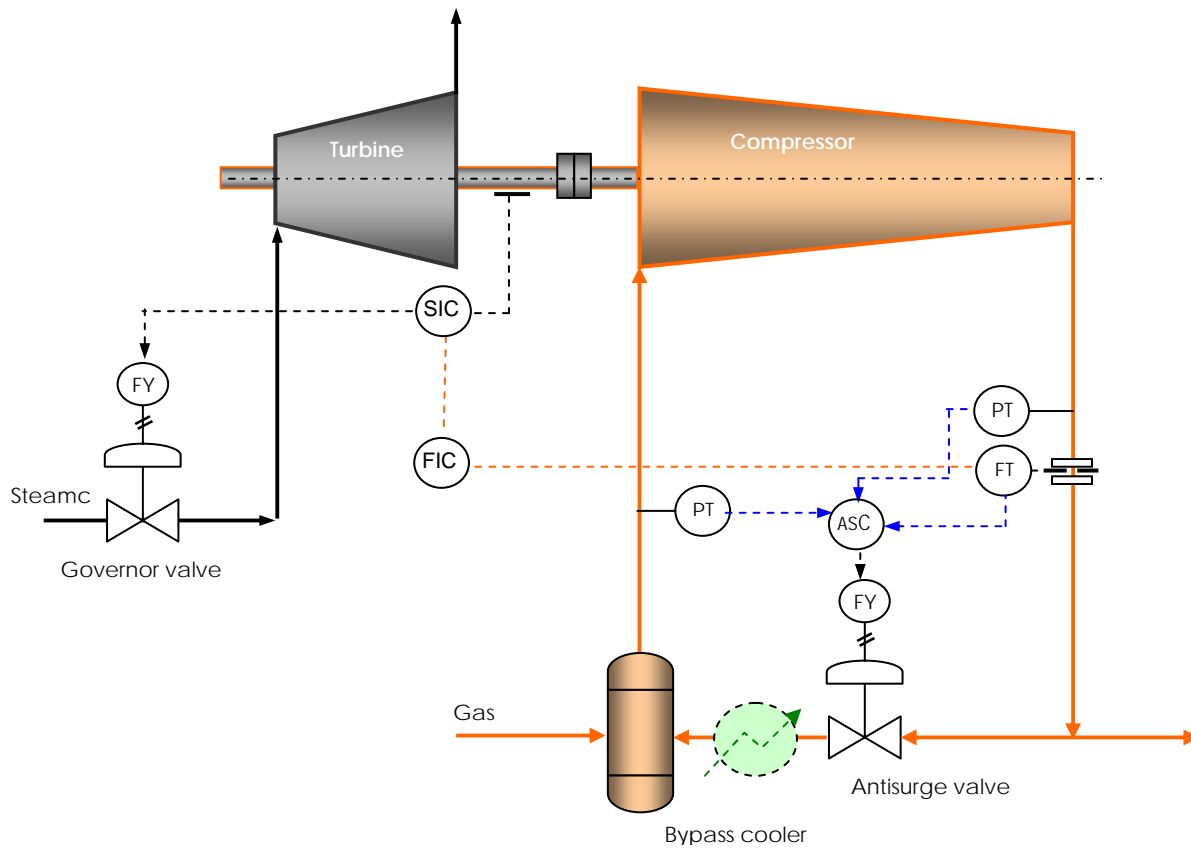 Turbine
Compressor
SIC
FY
PT
FIC
FT
Steamc
PT
ASC
Governor valve
FY
Gas
Antisurge valve
Bypass cooler